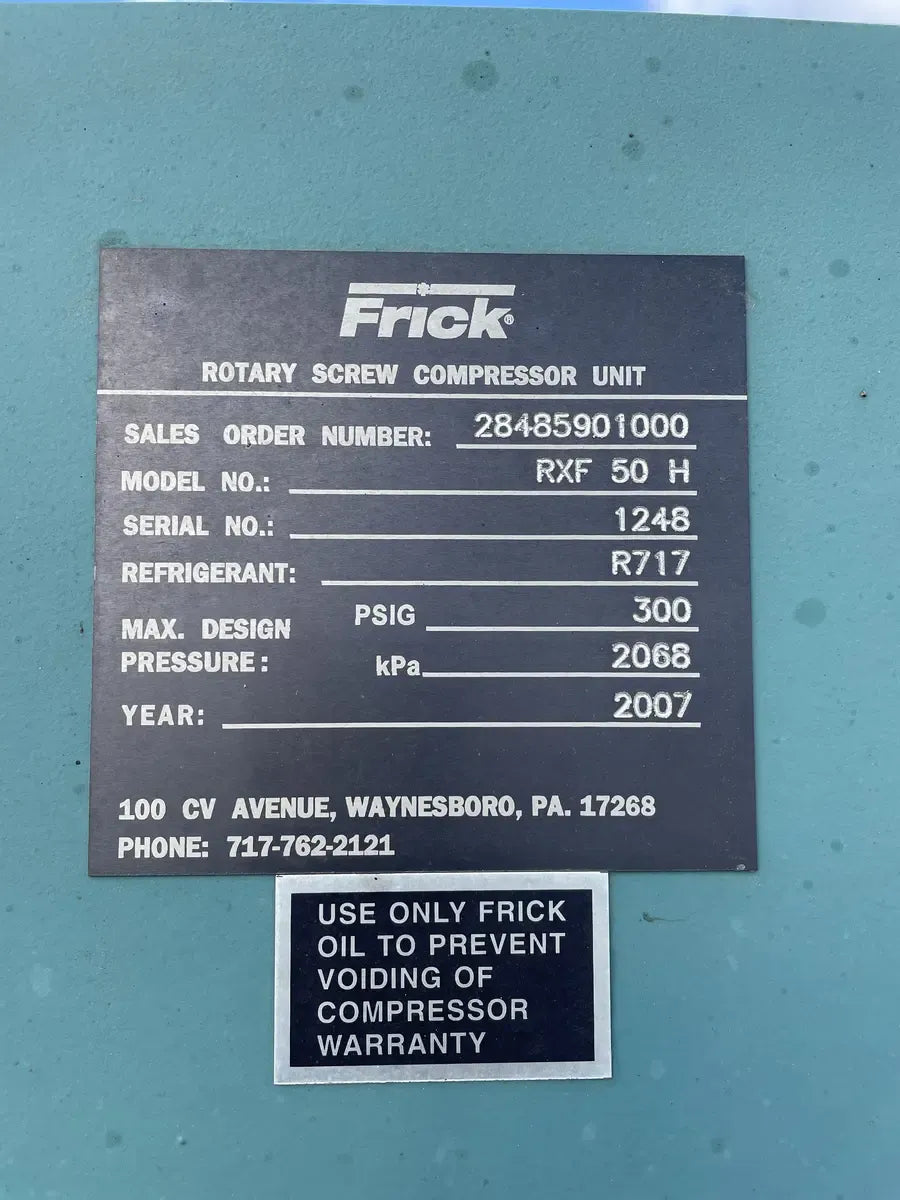 Frick®
ROTARY SCREW COMPRESSOR UNIT
SALES ORDER NUMBER: 28485901000
MODEL NO.: RXF 50 H
SERIAL NO.: 1248
REFRIGERANT: R717
MAX. DESIGN PRESSURE: PSIG 300
kPa 2068
YEAR: 2007
100 CV AVENUE, WAYNESBORO, PA. 17268
PHONE: 717-762-2121
USE ONLY FRICK
OIL TO PREVENT
VOIDING OF
COMPRESSOR
WARRANTY